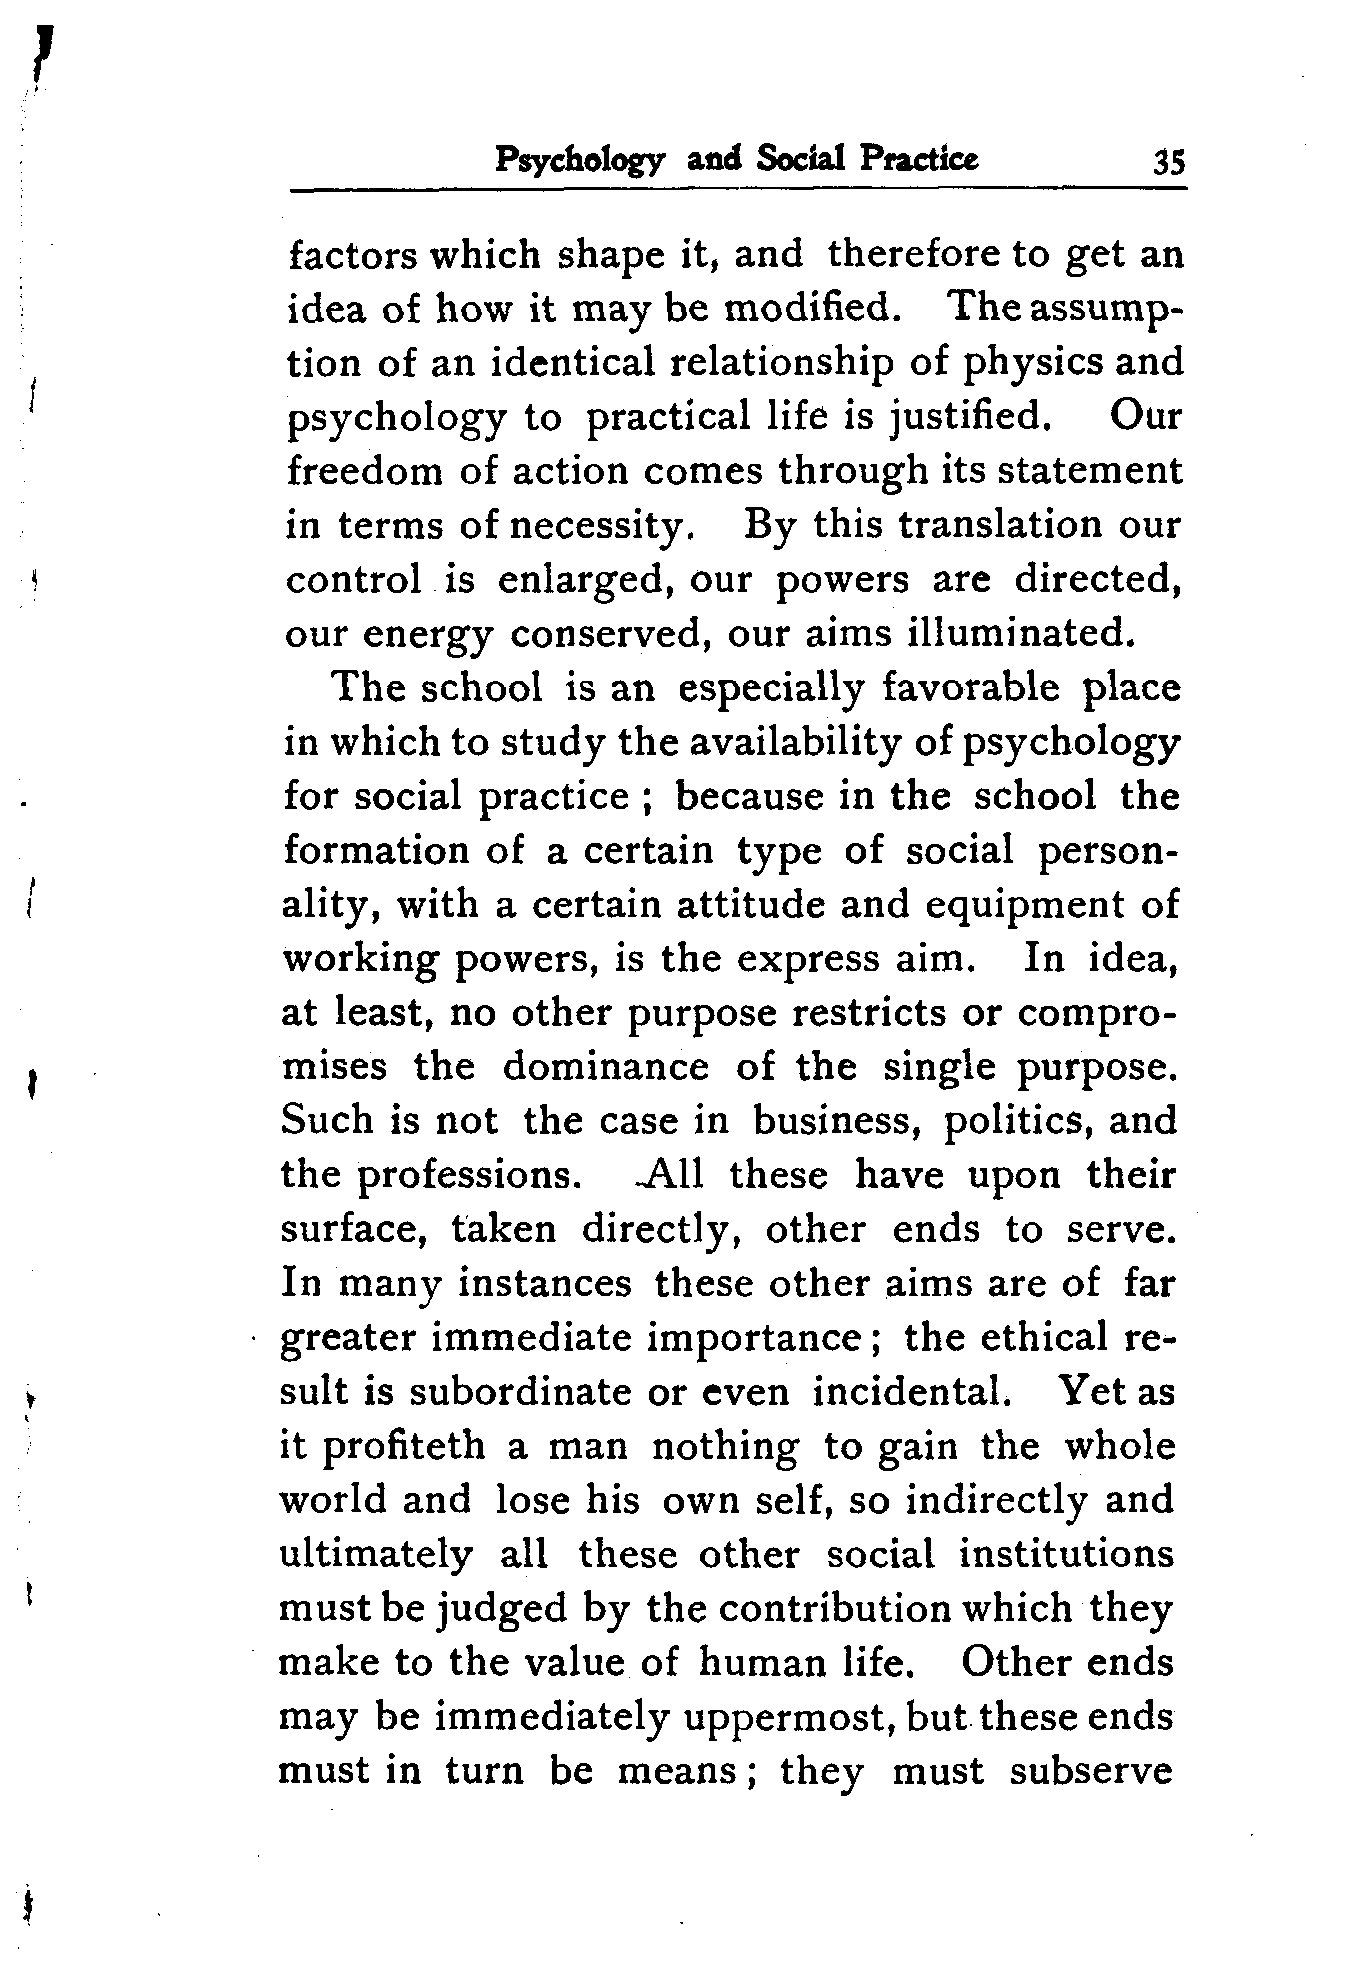 Psychology and Social Practice 35
factors which shape it, and therefore to get an
idea of how it may be modified. The assump-
tion of an identical relationship of physics and
psychology to practical life is justified. Our
freedom of action comes through its statement
in terms of necessity. By this translation our
control is enlarged, our powers are directed,
our energy conserved, our aims illuminated.
The school is an especially favorable place
in which to study the availability of psychology
for social practice ; because in the school the
formation of a certain type of social person-
ality, with a certain attitude and equipment of
working powers, is the express aim. In idea,
at least, no other purpose restricts or compro-
mises the dominance of the single purpose.
Such is not the case in business, politics, and
the professions. All these have upon their
surface, taken directly, other ends to serve.
In many instances these other aims are of far
greater immediate importance ; the ethical re-
sult is subordinate or even incidental. Yet as
it profiteth a man nothing to gain the whole
world and lose his own self, so indirectly and
ultimately all these other social institutions
must be judged by the contribution which they
make to the value of human life. Other ends
may be immediately uppermost, but these ends
must in turn be means ; they must subserve